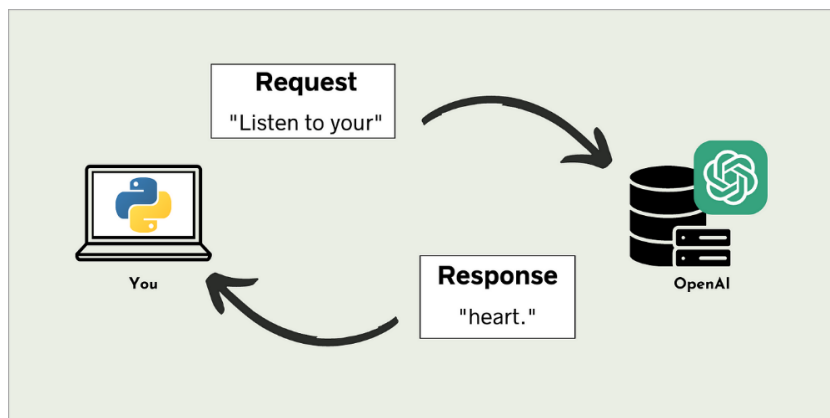 Request
"Listen to your"
You
OpenAI
Response
"heart."